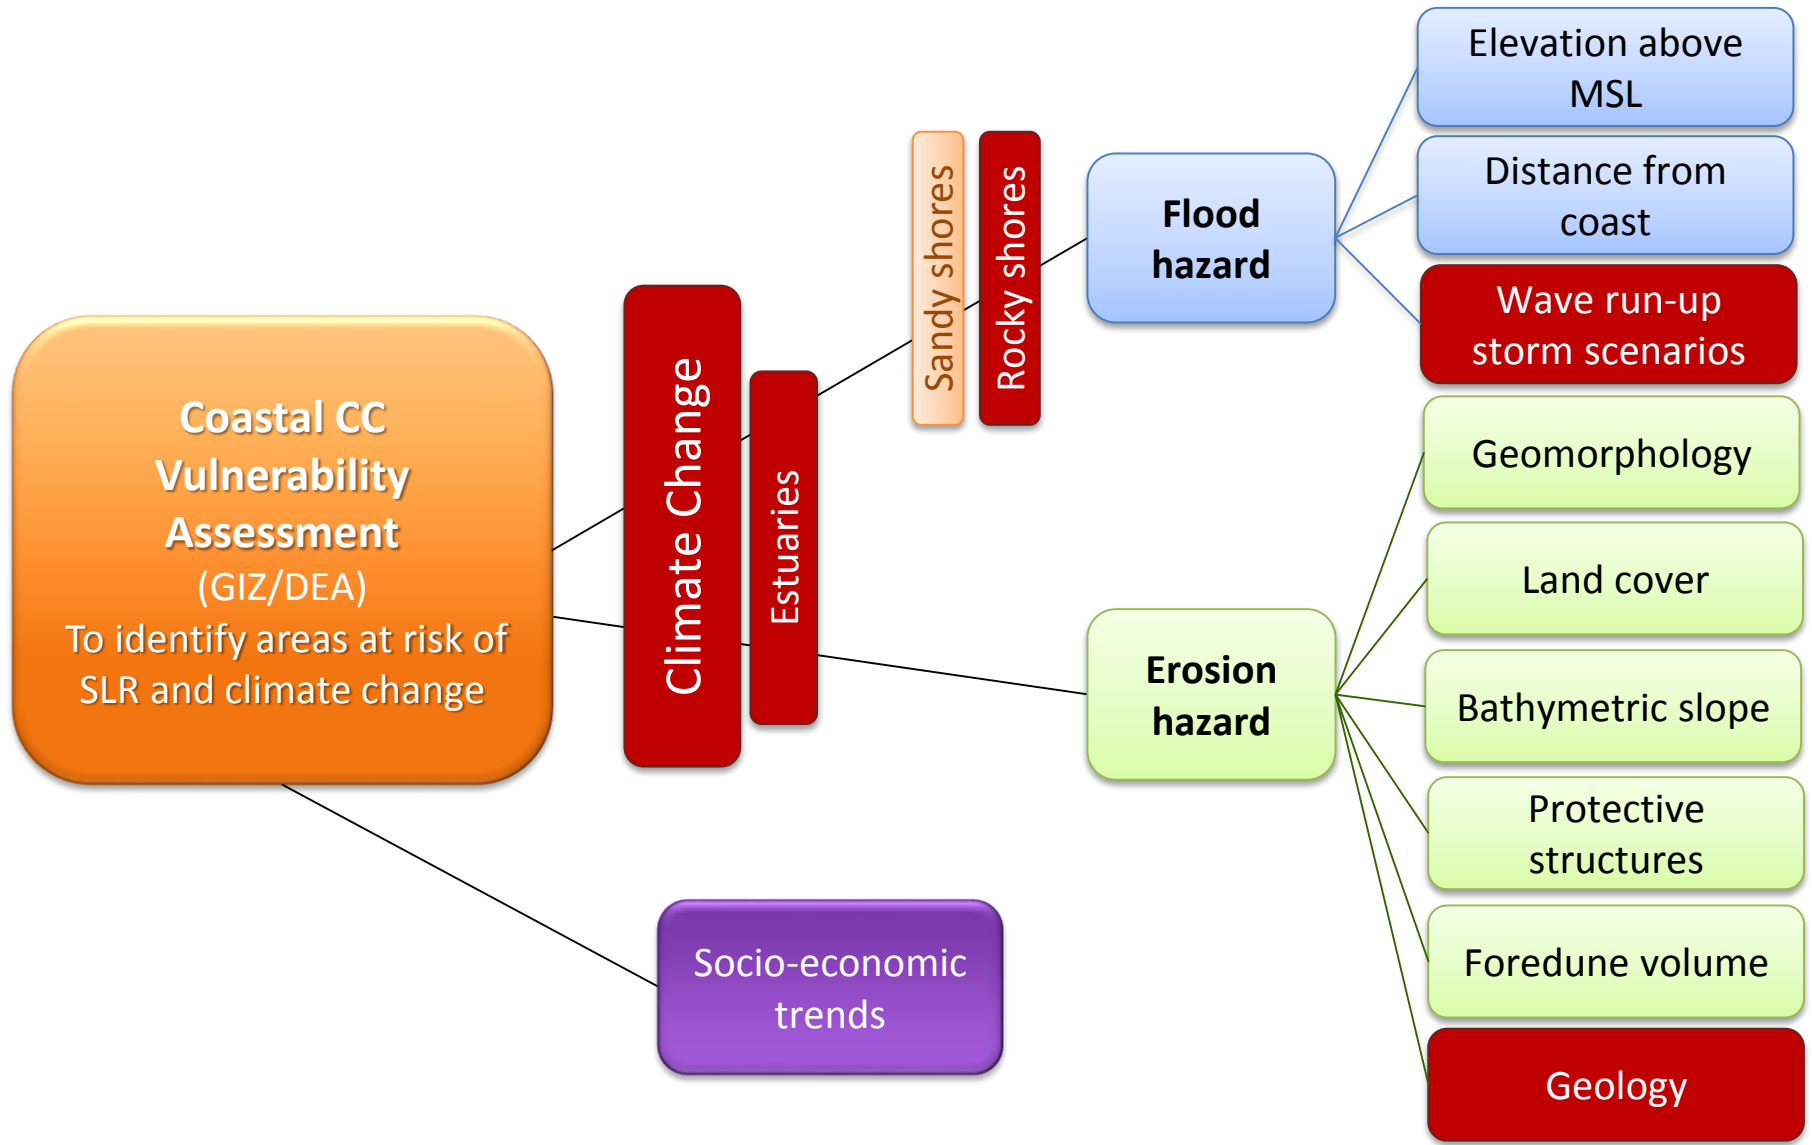 Coastal CC
Vulnerability
Assessment
(GIZ/DEA)
To identify areas at risk of
SLR and climate change
Climate Change
Estuaries
Sandy shores
Rocky shores
Flood
hazard
Elevation above
MSL
Distance from
coast
Wave run-up
storm scenarios
Erosion
hazard
Geomorphology
Land cover
Bathymetric slope
Protective
structures
Foredune volume
Geology
Socio-economic
trends